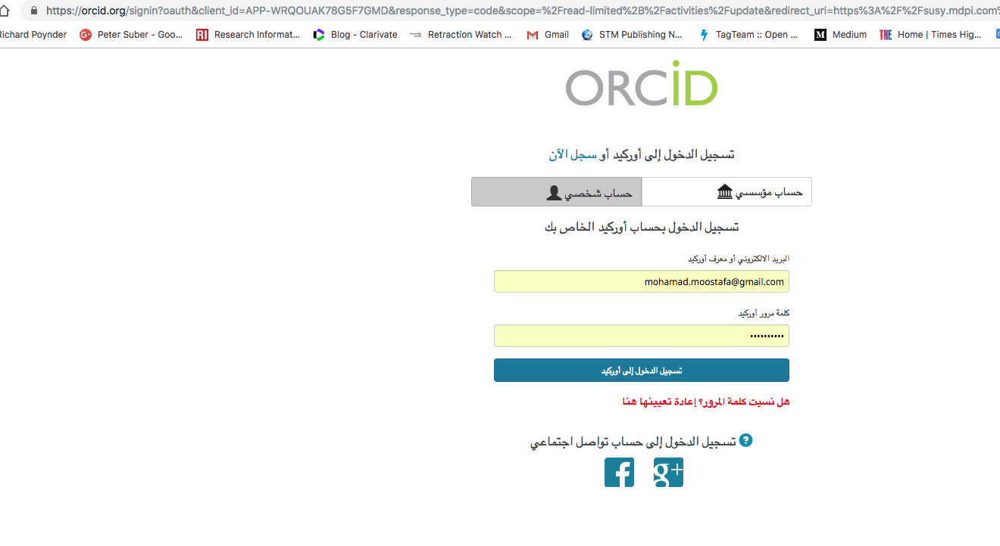 https://orcid.org/signin?oauth&client_id=APP-WRQOUAK78G5F7GMD&response_type=code&scope=%2Fread-limited%2B%2Factivities%2Fupdate&redirect_uri=https%3A%2F%2Fsusy.mdpi.com%
Richard Poynder Peter Suber - Goo... Research Informat... Blog - Clarivate Retraction Watch ... Gmail STM Publishing N... TagTeam :: Open ... Medium Home | Times Hig...
ORCID
تسجيل الدخول إلى أوركيد أو سجل الآن
حساب مؤسسي حساب شخصي
تسجيل الدخول بحساب أوركيد الخاص بك
البريد الالكتروني أو معرف أوركيد
mohamad.moostafa@gmail.com
كلمة مرور أوركيد
••••••••••
تسجيل الدخول إلى أوركيد
هل نسيت كلمة المرور؟ إعادة تعيينها هنا
? تسجيل الدخول إلى حساب تواصل اجتماعي
f g+